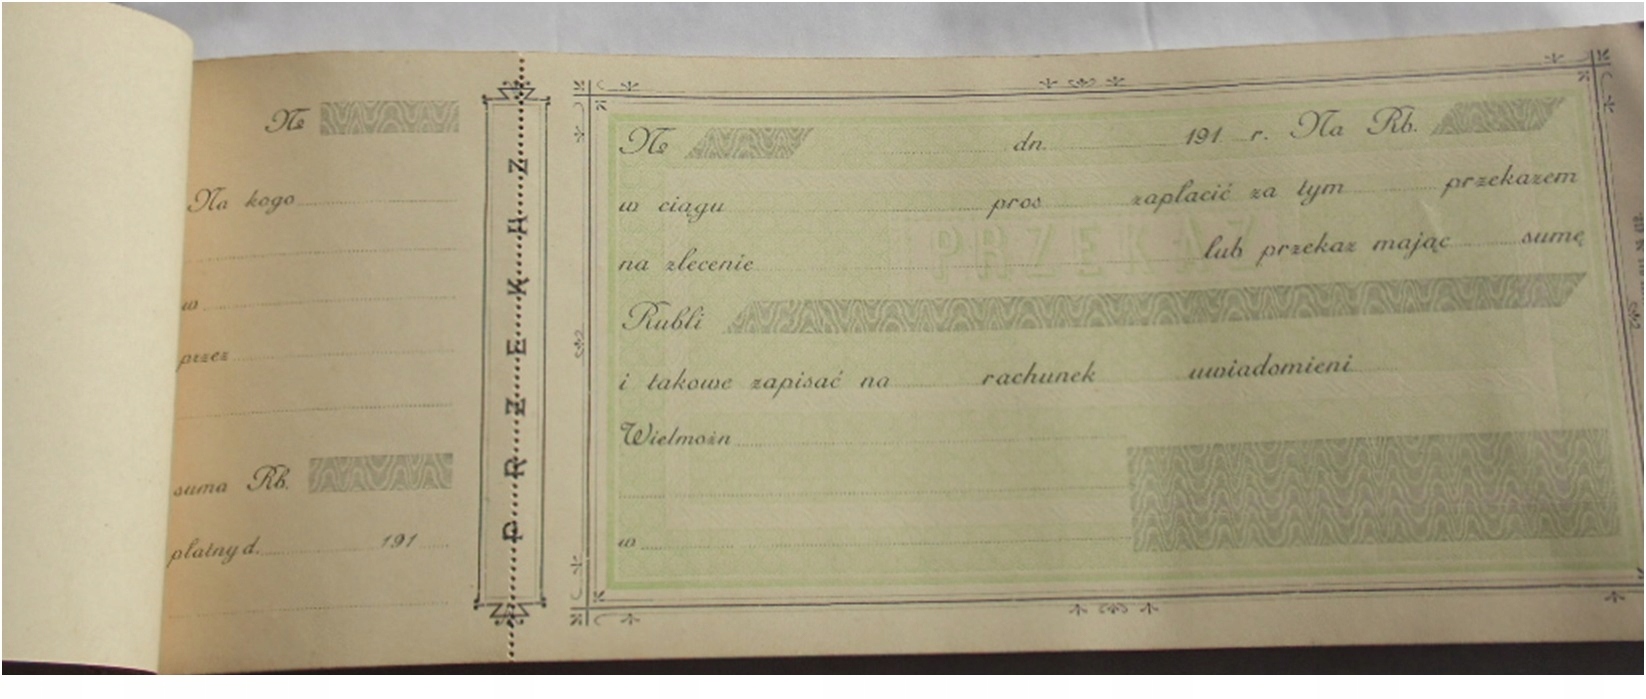 №
Na kogo
w
przez
suma Rb.
płatny d. 191
PRZEKAZ
№ dn. 191 r. Na Rb.
w ciągu pros zapłacić za tym przekazem
na zlecenie lub przekaz mając sumę
PRZEKAZ
Rubli
i takowe zapisać na rachunek uwiadomieni
Wielmożn
w